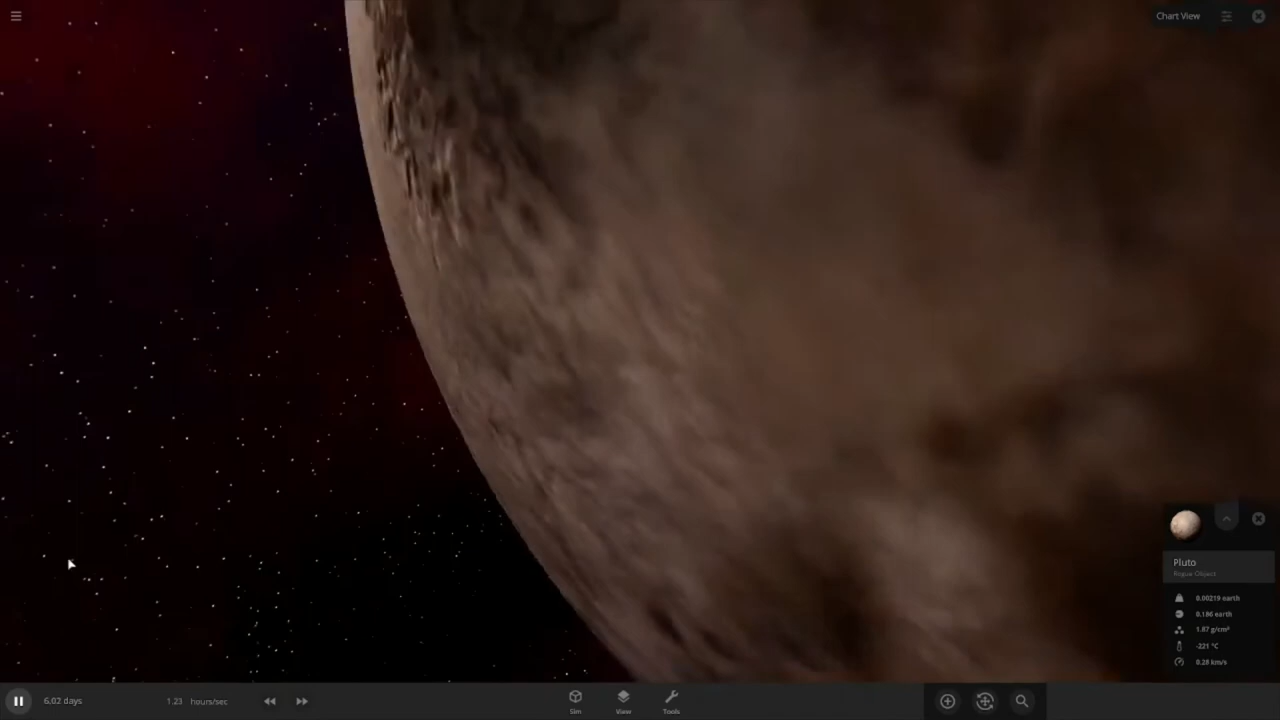 Chart View
Pluto
Rogue Object
0.00219 earth
0.186 earth
1.87 g/cm³
-221 °C
0.28 km/s
6.02 days
1.23 hours/sec
Sim
View
Tools